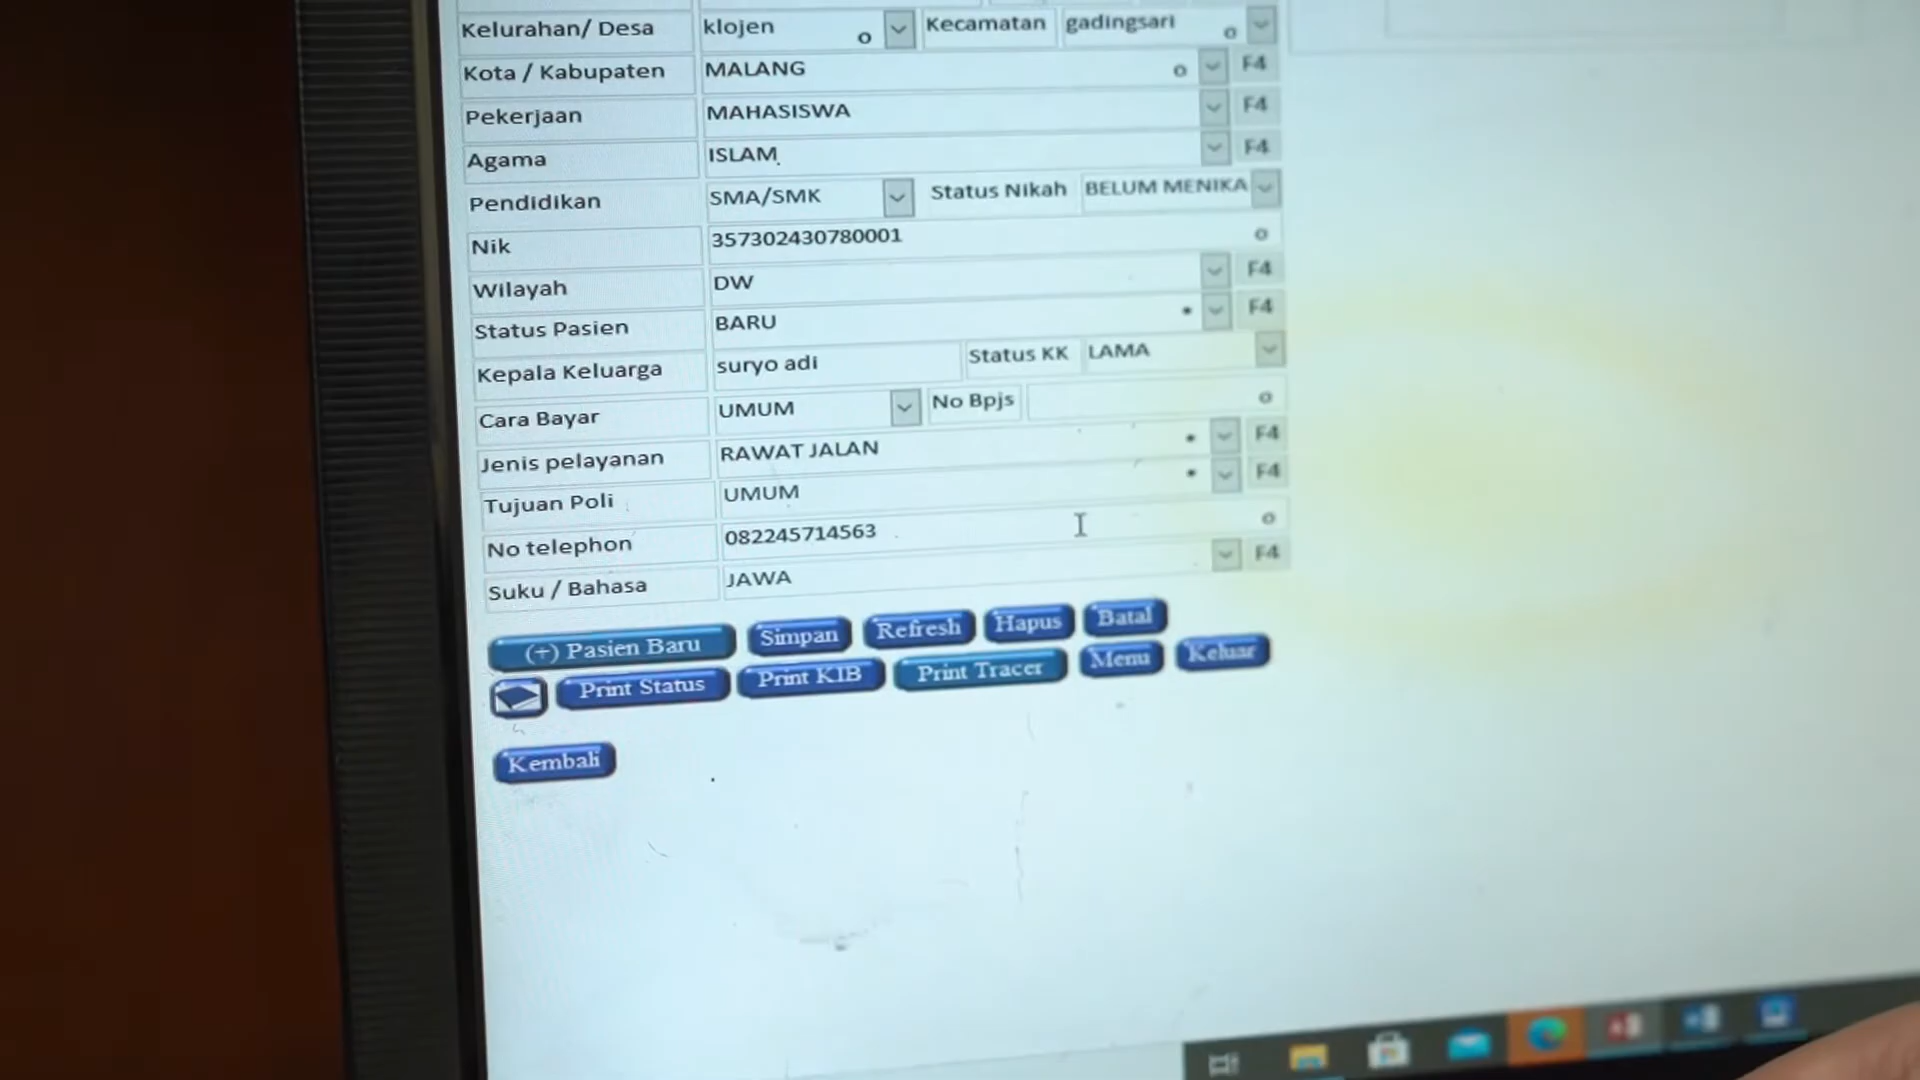 Kelurahan/ Desa klojen o Kecamatan gadingsari o
Kota / Kabupaten MALANG o F4
Pekerjaan MAHASISWA F4
Agama ISLAM F4
Pendidikan SMA/SMK Status Nikah BELUM MENIKA
Nik 357302430780001 o
Wilayah DW F4
Status Pasien BARU • F4
Kepala Keluarga suryo adi Status KK LAMA
Cara Bayar UMUM No Bpjs o
Jenis pelayanan RAWAT JALAN • F4
Tujuan Poli UMUM • F4
No telephon 082245714563 o
Suku / Bahasa JAWA F4
(+) Pasien Baru Simpan Refresh Hapus Batal
Print Status Print KIB Print Tracer Menu Keluar
Kembali